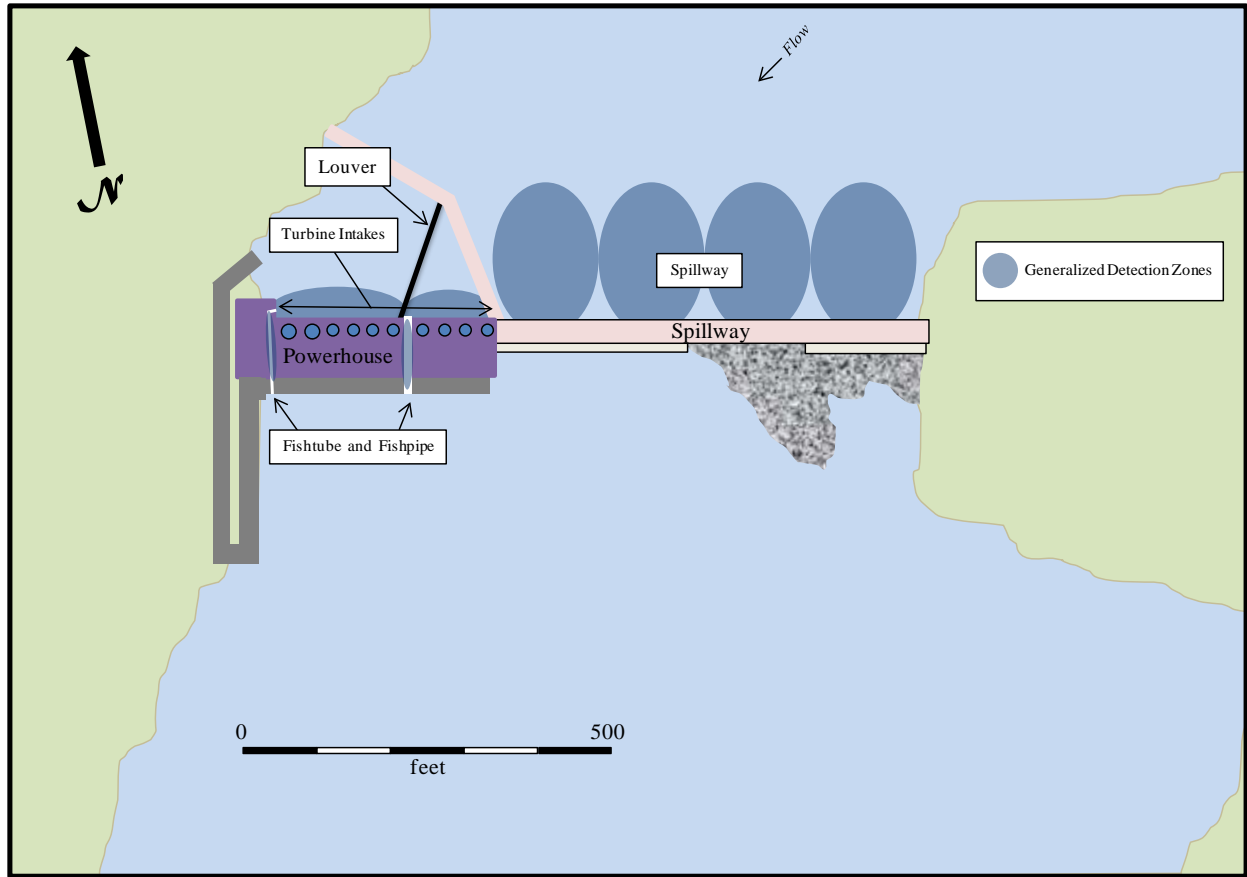 Flow
Louver
Turbine Intakes
Spillway
Generalized Detection Zones
Spillway
Powerhouse
Fishtube and Fishpipe
N
0 500
feet